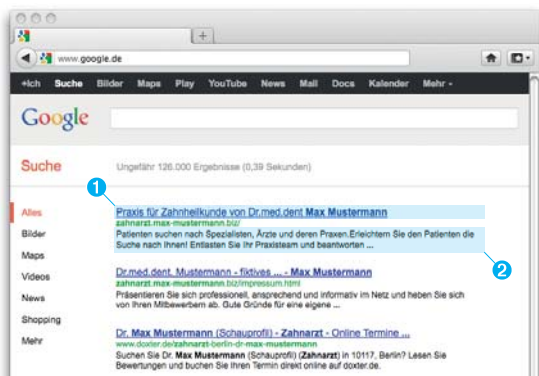 www.google.de
+Ich Suche Bilder Maps Play YouTube News Mail Docs Kalender Mehr
Google
Suche
Ungefähr 126.000 Ergebnisse (0,39 Sekunden)
1
Alles
Bilder
Maps
Videos
News
Shopping
Mehr
Praxis für Zahnheilkunde von Dr.med.dent Max Mustermann
zahnarzt.max-mustermann.biz/
Patienten suchen nach Spezialisten, Ärzte und deren Praxen.Erleichtern Sie den Patienten die
Suche nach Ihnen! Entlasten Sie Ihr Praxisteam und beantworten ...
2
Dr.med.dent. Mustermann - fiktives ... - Max Mustermann
zahnarzt.max-mustermann.biz/impressum.html
Präsentieren Sie sich professionell, ansprechend und informativ im Netz und heben Sie sich
von Ihren Mitbewerbern ab. Gute Gründe für eine eigene ...
Dr. Max Mustermann (Schauprofil) - Zahnarzt - Online Termine ...
www.doxter.de/zahnarzt-berlin-dr-max-mustermann
Suchen Sie Dr. Max Mustermann (Schauprofil) (Zahnarzt) in 10117, Berlin? Lesen Sie
Bewertungen und buchen Sie Ihren Termin direkt online auf doxter.de.